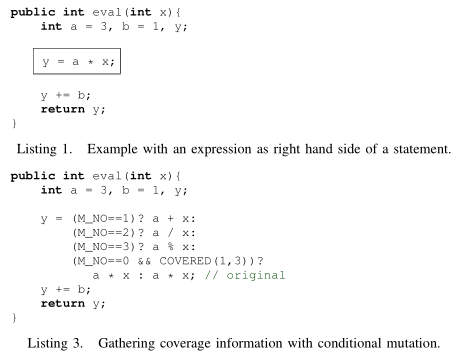 public int eval(int x){
int a = 3, b = 1, y;
y = a * x;
y += b;
return y;
}
Listing 1. Example with an expression as right hand side of a statement.
public int eval(int x){
int a = 3, b = 1, y;
y = (M_NO==1)? a + x:
(M_NO==2)? a / x:
(M_NO==3)? a % x:
(M_NO==0 && COVERED(1,3))?
a * x : a * x; // original
y += b;
return y;
}
Listing 3. Gathering coverage information with conditional mutation.